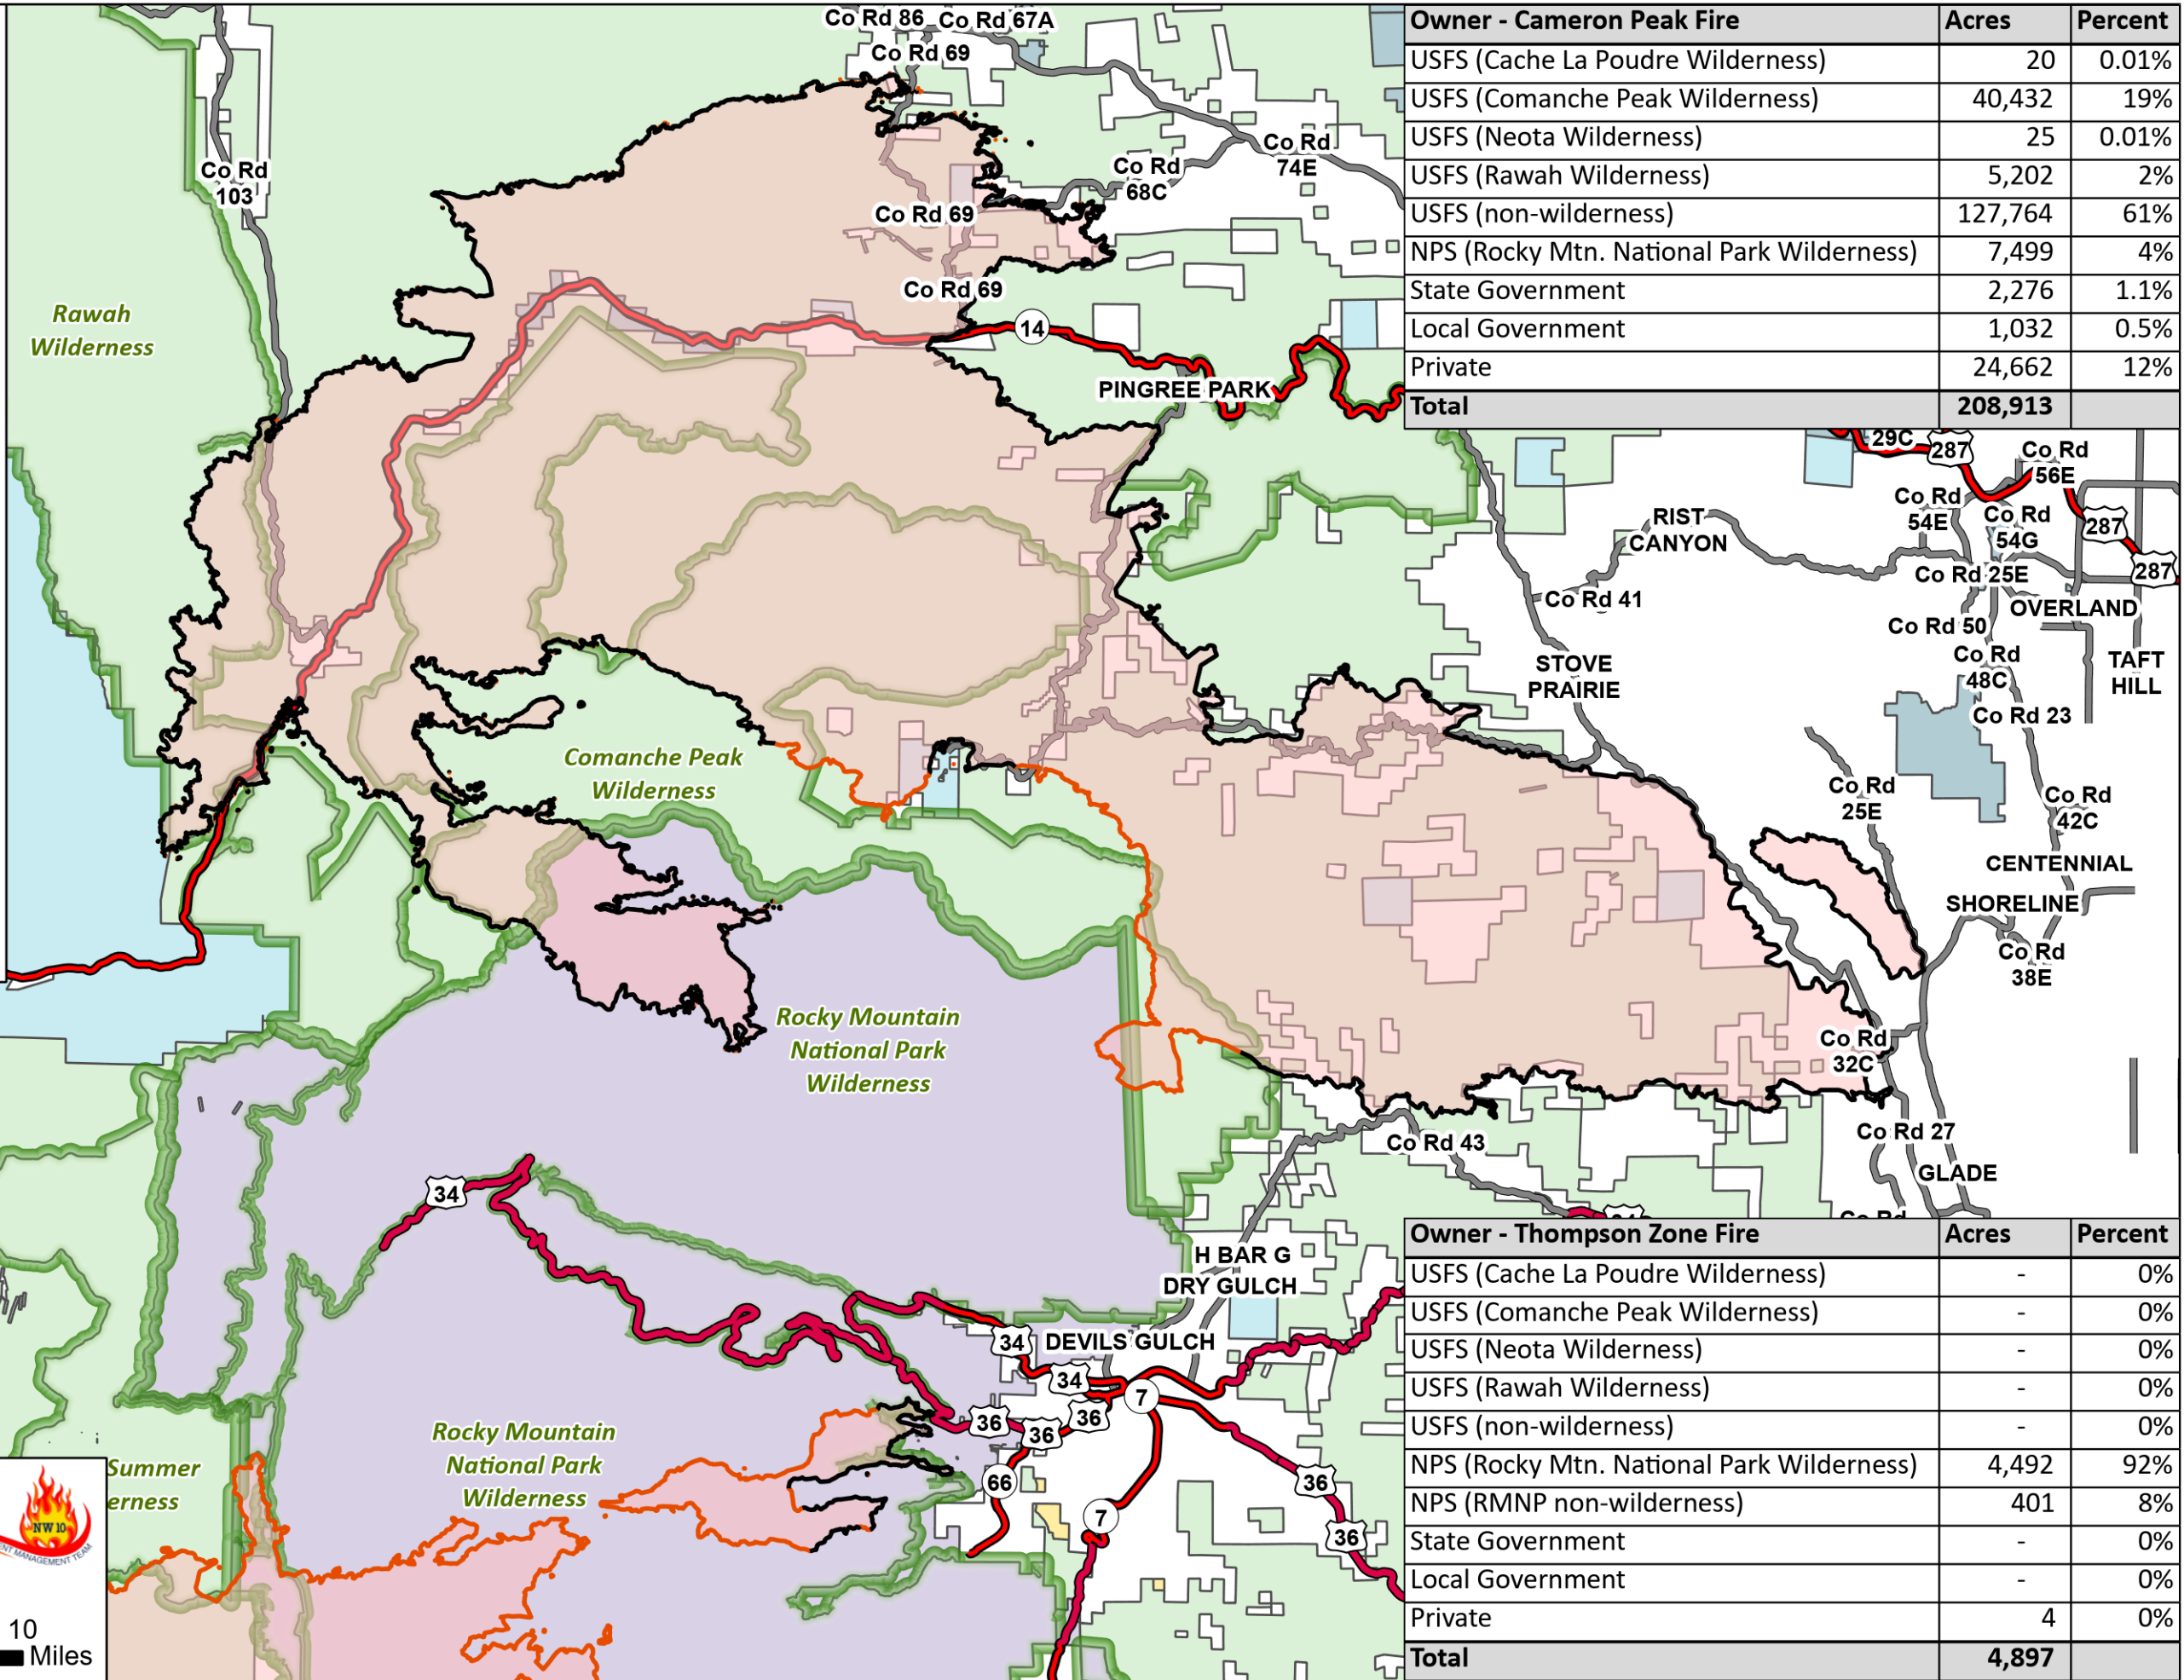 Co Rd 86 Co Rd 67A
Co Rd 69
Co Rd
103
Co Rd
68C
Co Rd
74E
Co Rd 69
Co Rd 69
14
PINGREE PARK
Rawah
Wilderness
Owner - Cameron Peak Fire Acres Percent
USFS (Cache La Poudre Wilderness) 20 0.01%
USFS (Comanche Peak Wilderness) 40,432 19%
USFS (Neota Wilderness) 25 0.01%
USFS (Rawah Wilderness) 5,202 2%
USFS (non-wilderness) 127,764 61%
NPS (Rocky Mtn. National Park Wilderness) 7,499 4%
State Government 2,276 1.1%
Local Government 1,032 0.5%
Private 24,662 12%
Total 208,913
29C
287
Co Rd
56E
Co Rd
54E
Co Rd
54G
287
287
RIST
CANYON
Co Rd 25E
Co Rd 41
OVERLAND
Co Rd 50
Co Rd
48C
TAFT
HILL
STOVE
PRAIRIE
Co Rd 23
Comanche Peak
Wilderness
Co Rd
25E
Co Rd
42C
CENTENNIAL
SHORELINE
Co Rd
38E
Rocky Mountain
National Park
Wilderness
Co Rd
32C
Co Rd 43
Co Rd 27
GLADE
Co Rd
34
H BAR G
DRY GULCH
34
DEVILS GULCH
34
7
36
36
36
66
7
36
36
Rocky Mountain
National Park
Wilderness
Summer
erness
NW 10
ENT MANAGEMENT TEAM
10
Miles
Owner - Thompson Zone Fire Acres Percent
USFS (Cache La Poudre Wilderness) - 0%
USFS (Comanche Peak Wilderness) - 0%
USFS (Neota Wilderness) - 0%
USFS (Rawah Wilderness) - 0%
USFS (non-wilderness) - 0%
NPS (Rocky Mtn. National Park Wilderness) 4,492 92%
NPS (RMNP non-wilderness) 401 8%
State Government - 0%
Local Government - 0%
Private 4 0%
Total 4,897